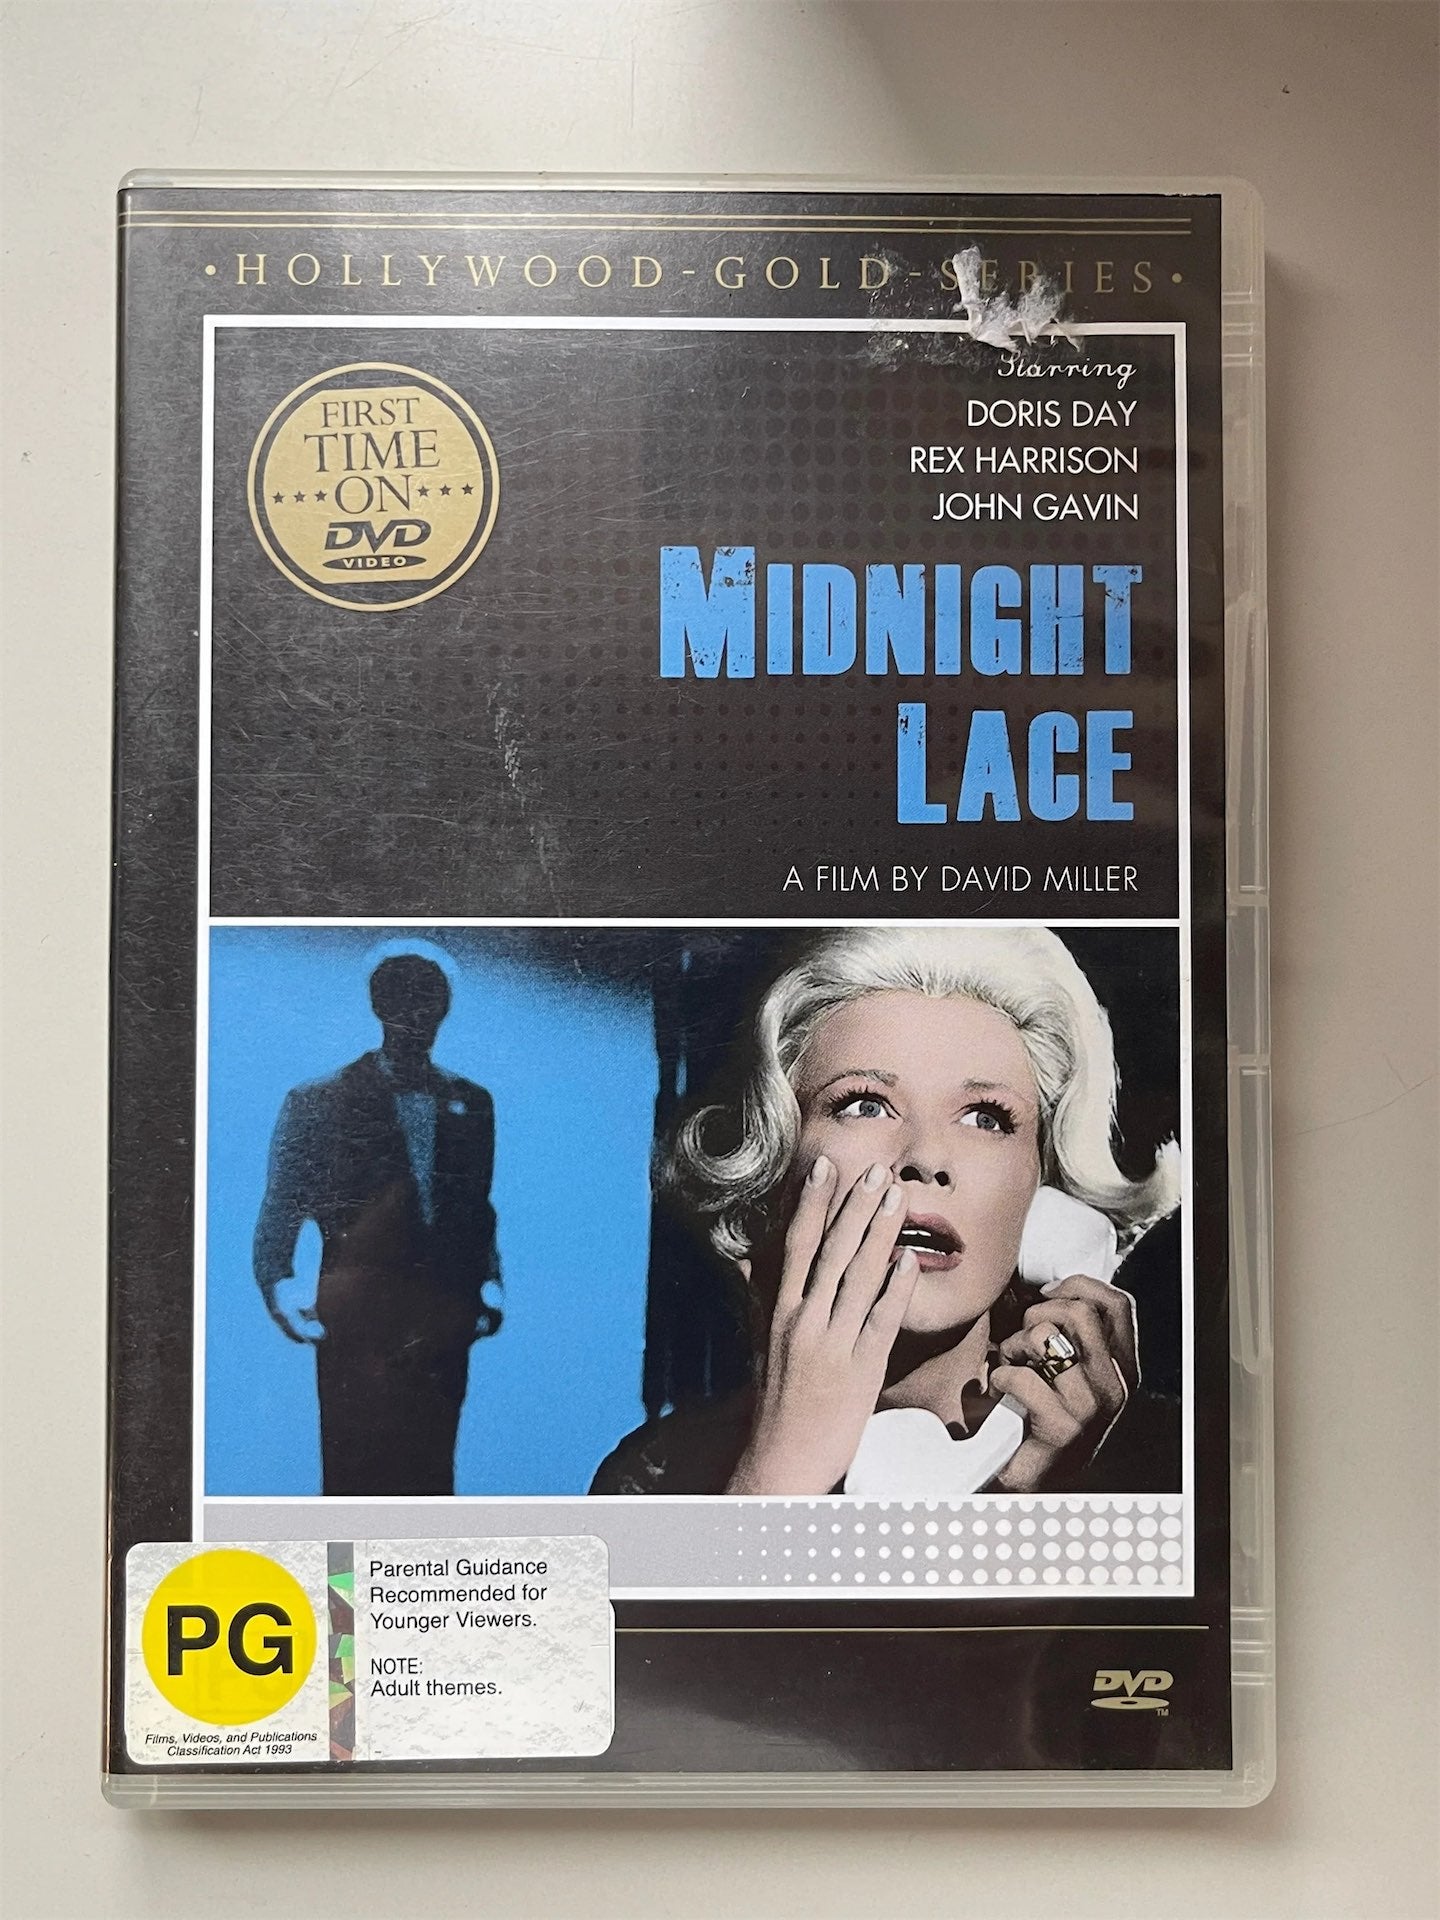 • HOLLYWOOD - GOLD - SERIES •
FIRST
TIME
ON
DVD
VIDEO
Starring
DORIS DAY
REX HARRISON
JOHN GAVIN
MIDNIGHT
LACE
A FILM BY DAVID MILLER
PG
Films, Videos, and Publications
Classification Act 1993
Parental Guidance
Recommended for
Younger Viewers.
NOTE:
Adult themes.
DVD
TM